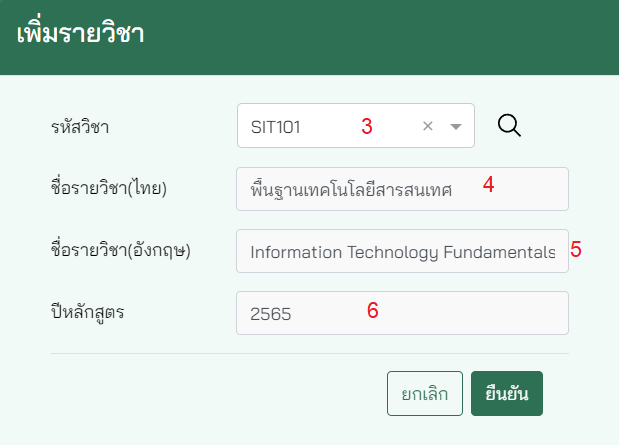 เพิ่มรายวิชา
รหัสวิชา SIT101 3 ×
ชื่อรายวิชา(ไทย) พื้นฐานเทคโนโลยีสารสนเทศ 4
ชื่อรายวิชา(อังกฤษ) Information Technology Fundamentals 5
ปีหลักสูตร 2565 6
ยกเลิก ยืนยัน